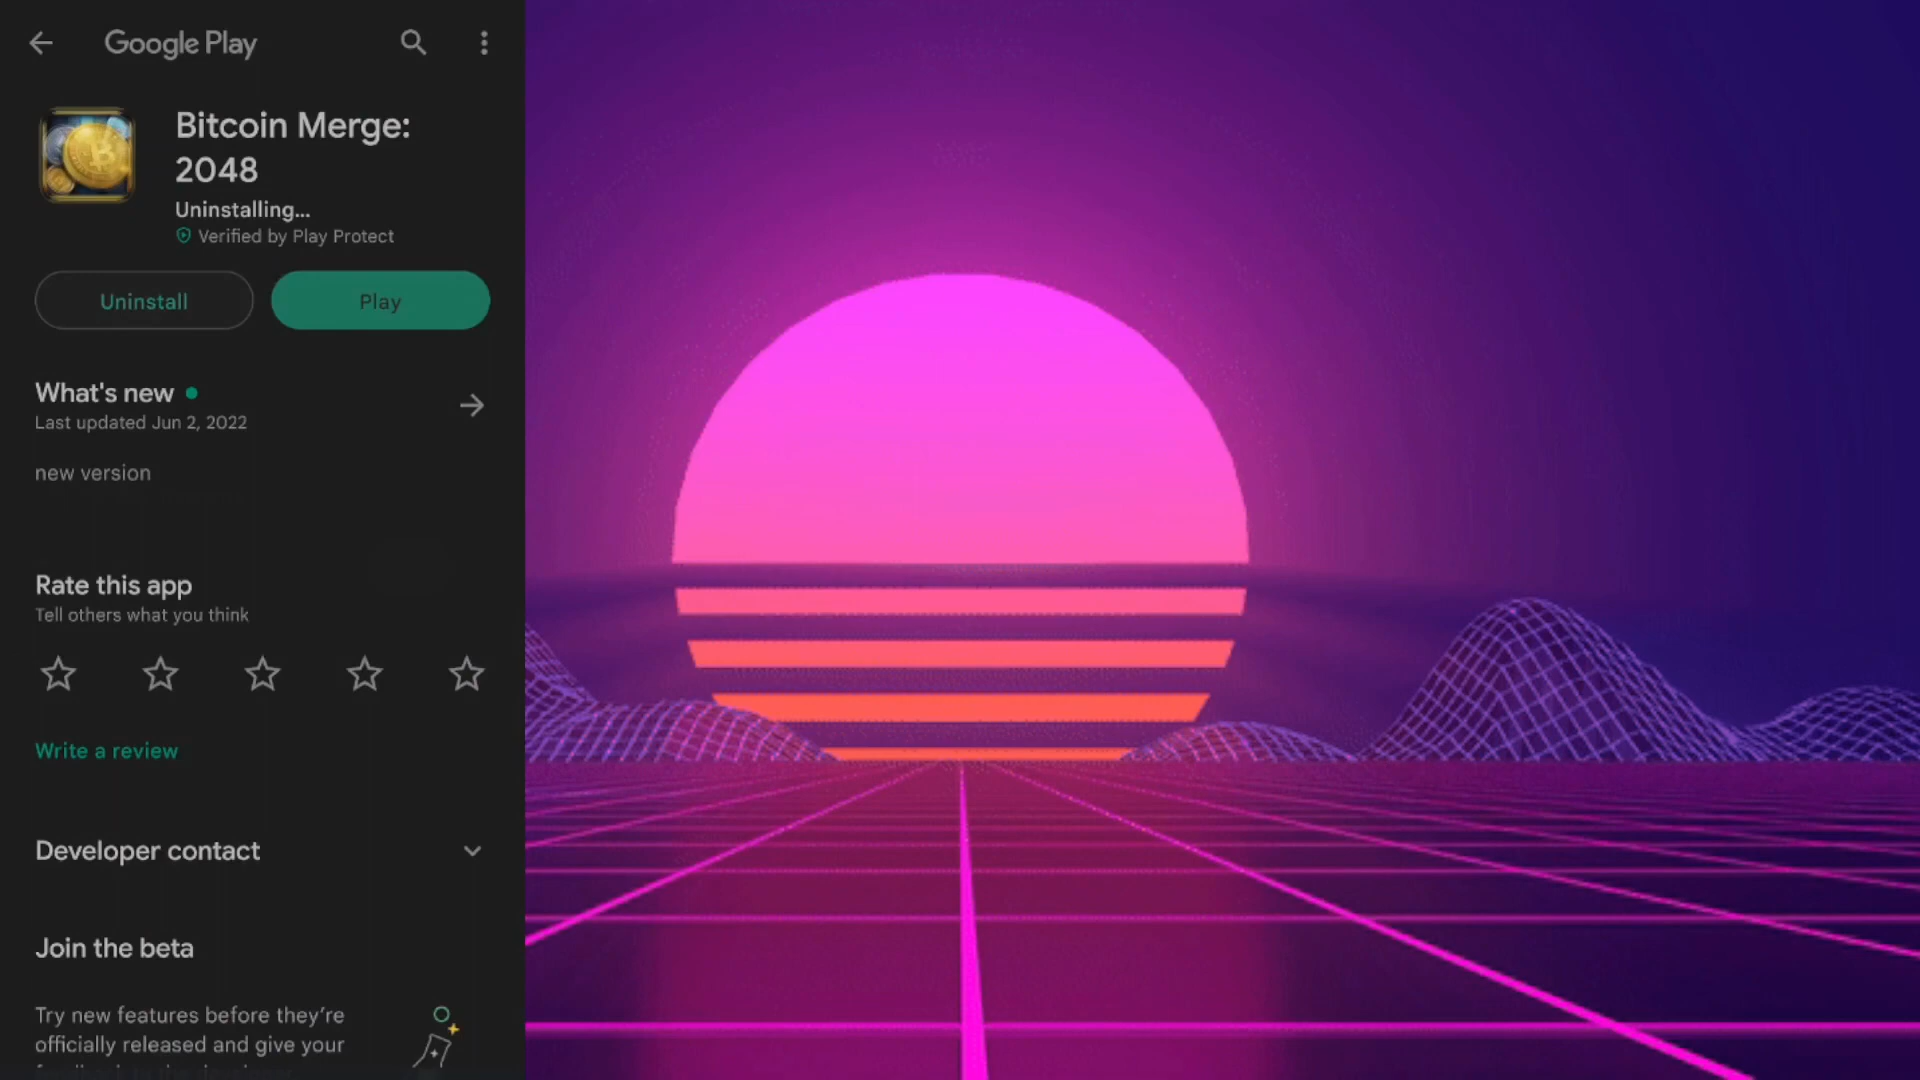 Google Play
Bitcoin Merge:
2048
Uninstalling...
Verified by Play Protect
Uninstall
Play
What's new
Last updated Jun 2, 2022
new version
Rate this app
Tell others what you think
Write a review
Developer contact
Join the beta
Try new features before they're
officially released and give your